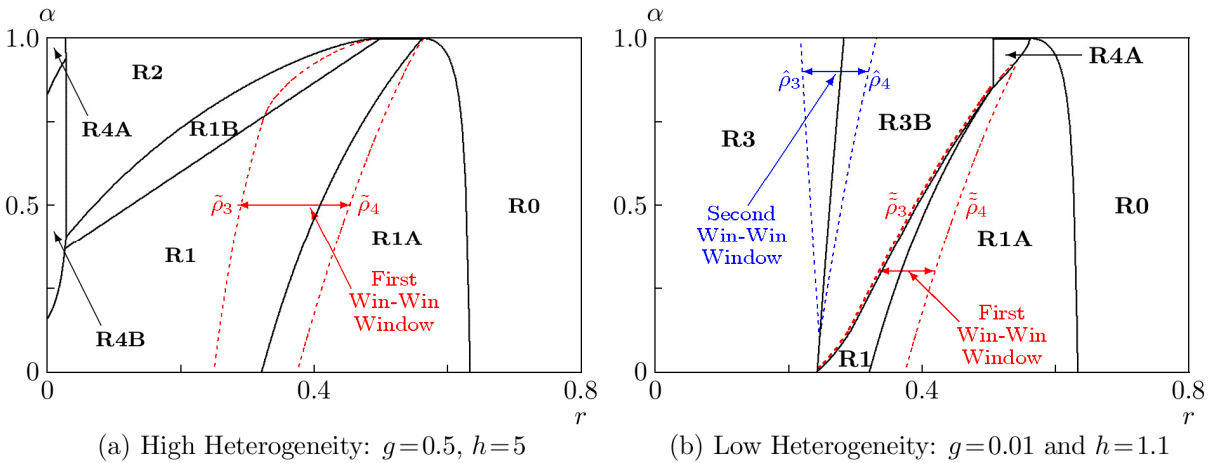 α
1.0
0.5
0
0
0.4
0.8
r
R4A
R2
R1B
R1
R4B
R1A
R0
ρ̃₃
ρ̃₄
First
Win-Win
Window
(a) High Heterogeneity: g=0.5, h=5
α
1.0
0.5
0
0
0.4
0.8
r
ρ̂₃
ρ̂₄
R4A
R3
R3B
R0
R1A
R1
Second
Win-Win
Window
ρ̃̃₃
ρ̃̃₄
First
Win-Win
Window
(b) Low Heterogeneity: g=0.01 and h=1.1